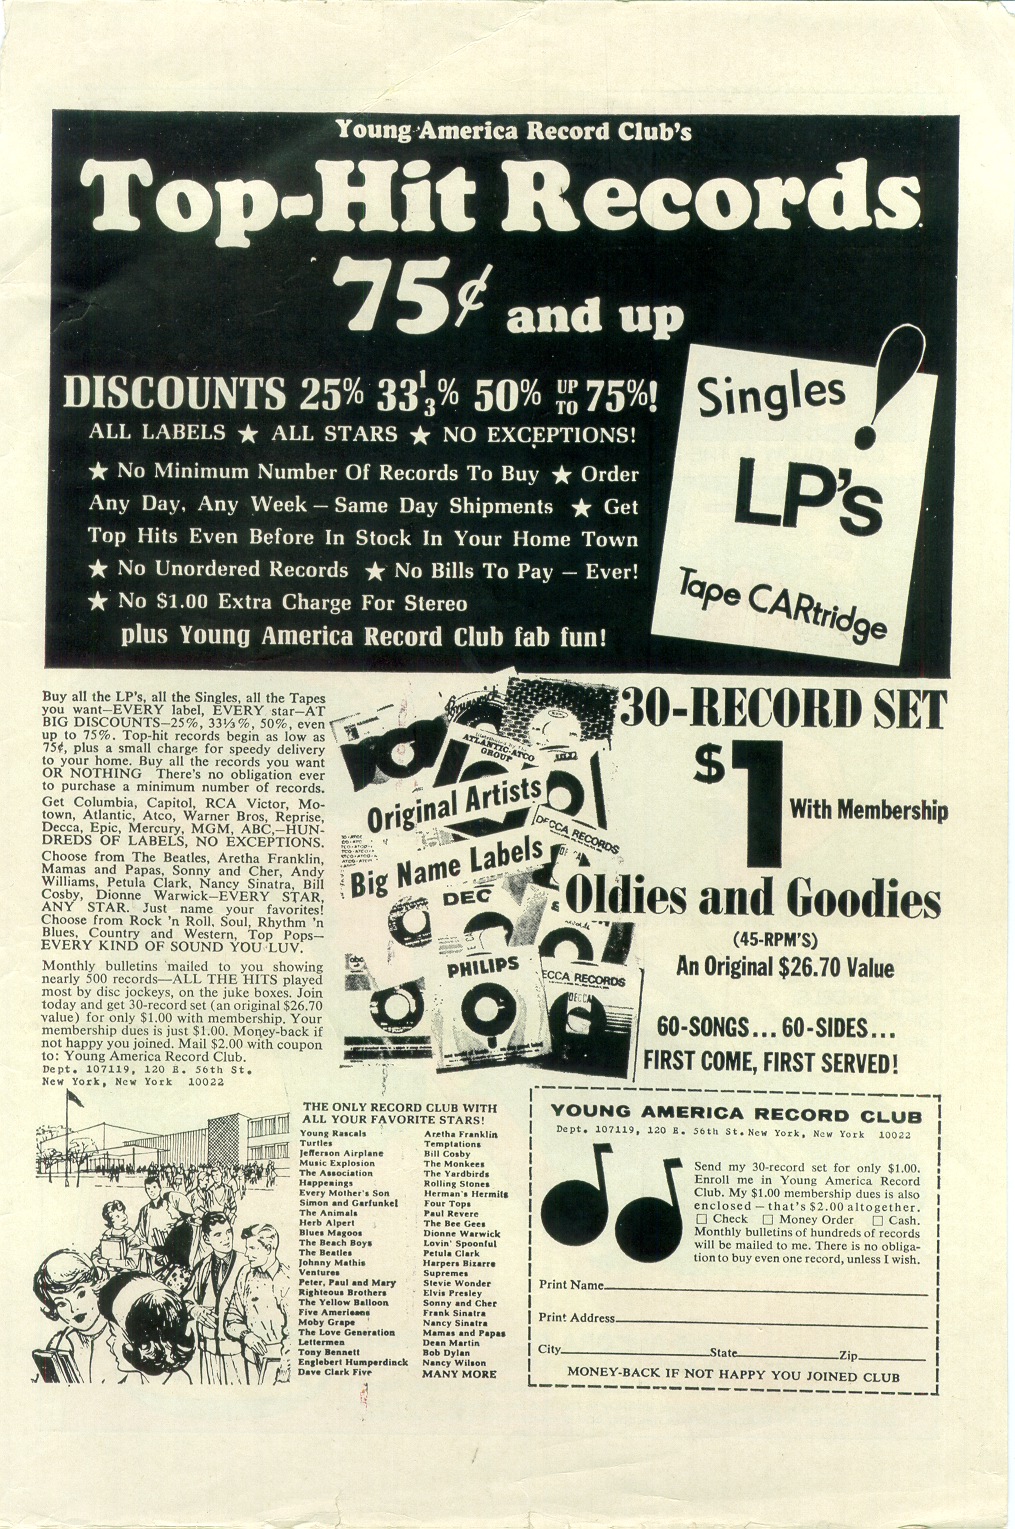 Young America Record Club's
Top-Hit Records
75¢ and up
DISCOUNTS 25% 33⅓% 50% UP TO 75%!
ALL LABELS ★ ALL STARS ★ NO EXCEPTIONS!
★ No Minimum Number Of Records To Buy ★ Order
Any Day, Any Week — Same Day Shipments ★ Get
Top Hits Even Before In Stock In Your Home Town
★ No Unordered Records ★ No Bills To Pay — Ever!
★ No $1.00 Extra Charge For Stereo
plus Young America Record Club fab fun!
Singles
LP's
Tape CARtridge
Buy all the LP's, all the Singles, all the Tapes
you want—EVERY label, EVERY star—AT
BIG DISCOUNTS—25%, 33⅓%, 50%, even
up to 75%. Top-hit records begin as low as
75¢, plus a small charge for speedy delivery
to your home. Buy all the records you want
OR NOTHING There's no obligation ever
to purchase a minimum number of records.
Get Columbia, Capitol, RCA Victor, Mo-
town, Atlantic, Atco, Warner Bros, Reprise,
Decca, Epic, Mercury, MGM, ABC,—HUN-
DREDS OF LABELS, NO EXCEPTIONS.
Choose from The Beatles, Aretha Franklin,
Mamas and Papas, Sonny and Cher, Andy
Williams, Petula Clark, Nancy Sinatra, Bill
Cosby, Dionne Warwick—EVERY STAR,
ANY STAR. Just name your favorites!
Choose from Rock 'n Roll, Soul, Rhythm 'n
Blues, Country and Western, Top Pops—
EVERY KIND OF SOUND YOU LUV.
Monthly bulletins mailed to you showing
nearly 500 records—ALL THE HITS played
most by disc jockeys, on the juke boxes. Join
today and get 30-record set (an original $26.70
value) for only $1.00 with membership. Your
membership dues is just $1.00. Money-back if
not happy you joined. Mail $2.00 with coupon
to: Young America Record Club.
Dept. 107119, 120 E. 56th St.
New York, New York 10022
ATLANTIC-ATCO
GROUP
Original Artists
DECCA RECORDS
Big Name Labels
DEC
abc
PHILIPS
ECCA RECORDS
DECCA
30-RECORD SET
$1
With Membership
Oldies and Goodies
(45-RPM'S)
An Original $26.70 Value
60-SONGS... 60-SIDES...
FIRST COME, FIRST SERVED!
THE ONLY RECORD CLUB WITH
ALL YOUR FAVORITE STARS!
Young Rascals
Turtles
Jefferson Airplane
Music Explosion
The Association
Happenings
Every Mother's Son
Simon and Garfunkel
The Animals
Herb Alpert
Blues Magoos
The Beach Boys
The Beatles
Johnny Mathis
Ventures
Peter, Paul and Mary
Righteous Brothers
The Yellow Balloon
Five Americans
Moby Grape
The Love Generation
Lettermen
Tony Bennett
Englebert Humperdinck
Dave Clark Five
Aretha Franklin
Temptations
Bill Cosby
The Monkees
The Yardbirds
Rolling Stones
Herman's Hermits
Four Tops
Paul Revere
The Bee Gees
Dionne Warwick
Lovin' Spoonful
Petula Clark
Harpers Bizarre
Supremes
Stevie Wonder
Elvis Presley
Sonny and Cher
Frank Sinatra
Nancy Sinatra
Mamas and Papas
Dean Martin
Bob Dylan
Nancy Wilson
MANY MORE
YOUNG AMERICA RECORD CLUB
Dept. 107119, 120 E. 56th St. New York, New York 10022
Send my 30-record set for only $1.00.
Enroll me in Young America Record
Club. My $1.00 membership dues is also
enclosed — that's $2.00 altogether.
☐ Check ☐ Money Order ☐ Cash.
Monthly bulletins of hundreds of records
will be mailed to me. There is no obliga-
tion to buy even one record, unless I wish.
Print Name
Print Address
City State Zip
MONEY-BACK IF NOT HAPPY YOU JOINED CLUB